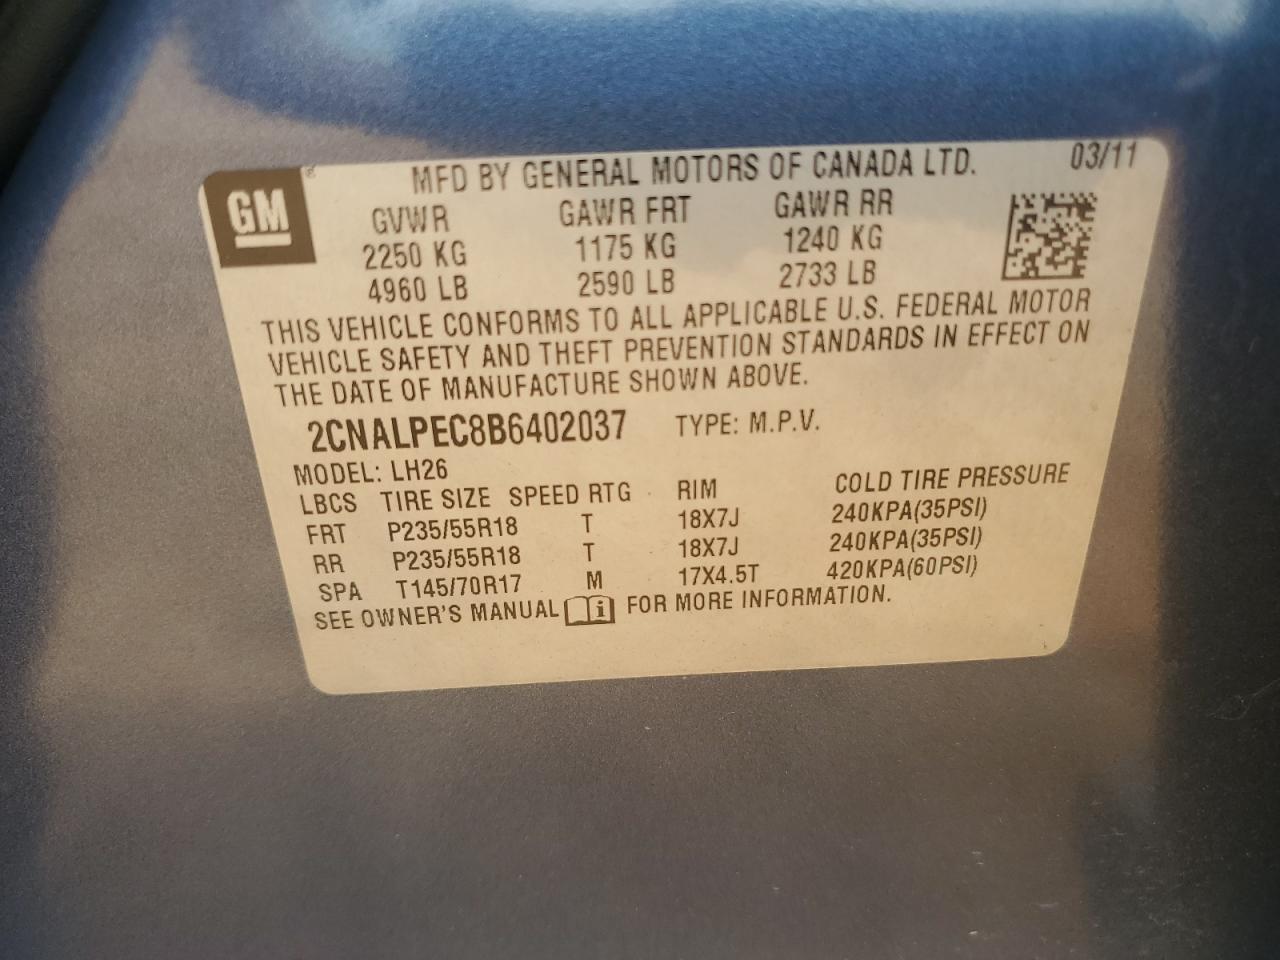 GM®
MFD BY GENERAL MOTORS OF CANADA LTD. 03/11
GVWR GAWR FRT GAWR RR
2250 KG 1175 KG 1240 KG
4960 LB 2590 LB 2733 LB
THIS VEHICLE CONFORMS TO ALL APPLICABLE U.S. FEDERAL MOTOR
VEHICLE SAFETY AND THEFT PREVENTION STANDARDS IN EFFECT ON
THE DATE OF MANUFACTURE SHOWN ABOVE.
2CNALPEC8B6402037 TYPE: M.P.V.
MODEL: LH26
LBCS TIRE SIZE SPEED RTG RIM COLD TIRE PRESSURE
FRT P235/55R18 T 18X7J 240KPA(35PSI)
RR P235/55R18 T 18X7J 240KPA(35PSI)
SPA T145/70R17 M 17X4.5T 420KPA(60PSI)
SEE OWNER'S MANUAL i FOR MORE INFORMATION.